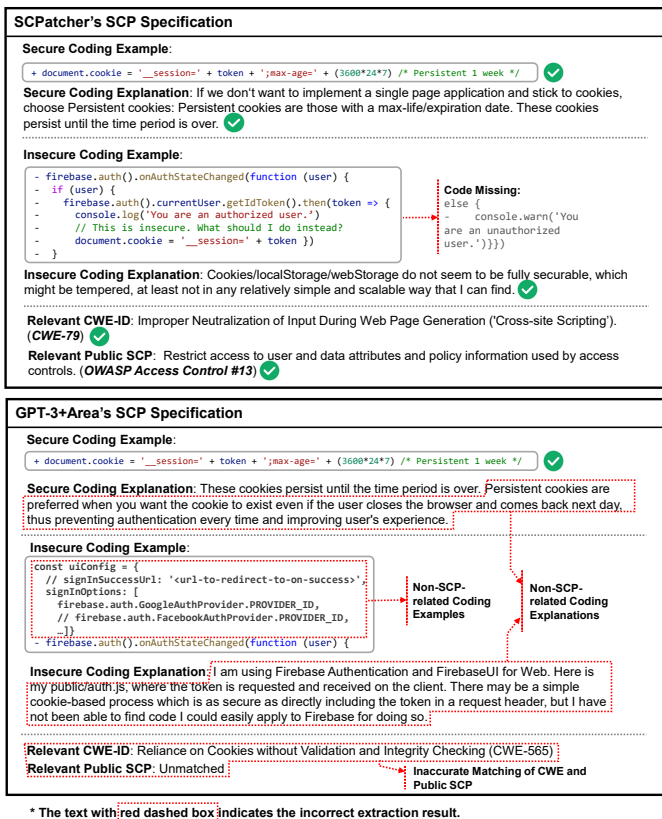 SCPatcher's SCP Specification
Secure Coding Example:
+ document.cookie = '__session=' + token + ';max-age=' + (3600*24*7) /* Persistent 1 week */
Secure Coding Explanation: If we don't want to implement a single page application and stick to cookies,
choose Persistent cookies: Persistent cookies are those with a max-life/expiration date. These cookies
persist until the time period is over.
Insecure Coding Example:
- firebase.auth().onAuthStateChanged(function (user) {
-  if (user) {
-    firebase.auth().currentUser.getIdToken().then(token => {
-      console.log('You are an authorized user.')
-      // This is insecure. What should I do instead?
-      document.cookie = '__session=' + token })
-  }
Code Missing:
else {
-    console.warn('You
are an unauthorized
user.')}})
Insecure Coding Explanation: Cookies/localStorage/webStorage do not seem to be fully securable, which
might be tempered, at least not in any relatively simple and scalable way that I can find.
Relevant CWE-ID: Improper Neutralization of Input During Web Page Generation ('Cross-site Scripting').
(CWE-79)
Relevant Public SCP: Restrict access to user and data attributes and policy information used by access
controls. (OWASP Access Control #13)
GPT-3+Area's SCP Specification
Secure Coding Example:
+ document.cookie = '__session=' + token + ';max-age=' + (3600*24*7) /* Persistent 1 week */
Secure Coding Explanation: These cookies persist until the time period is over. Persistent cookies are
preferred when you want the cookie to exist even if the user closes the browser and comes back next day,
thus preventing authentication every time and improving user's experience.
Insecure Coding Example:
const uiConfig = {
// signInSuccessUrl: '<url-to-redirect-to-on-success>',
signInOptions: [
firebase.auth.GoogleAuthProvider.PROVIDER_ID,
// firebase.auth.FacebookAuthProvider.PROVIDER_ID,
…]}
- firebase.auth().onAuthStateChanged(function (user) {
Non-SCP-
related Coding
Examples
Non-SCP-
related Coding
Explanations
Insecure Coding Explanation: I am using Firebase Authentication and FirebaseUI for Web. Here is
my public/auth.js, where the token is requested and received on the client. There may be a simple
cookie-based process which is as secure as directly including the token in a request header, but I have
not been able to find code I could easily apply to Firebase for doing so.
Relevant CWE-ID: Reliance on Cookies without Validation and Integrity Checking (CWE-565)
Relevant Public SCP: Unmatched
Inaccurate Matching of CWE and
Public SCP
* The text with red dashed box indicates the incorrect extraction result.